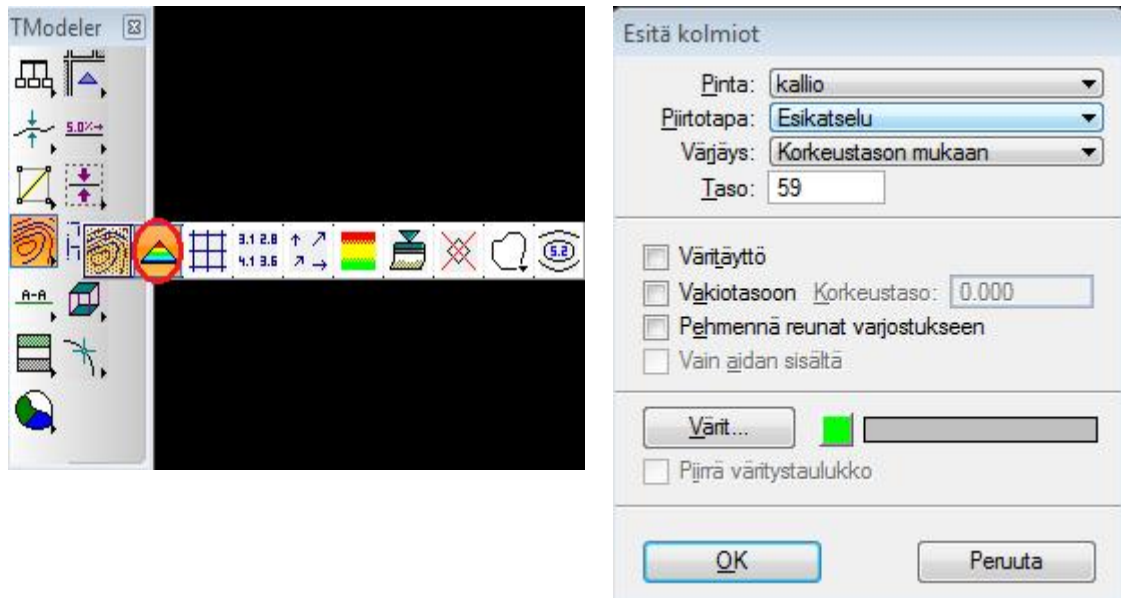 TModeler
5.0%
3.1 2.8
4.1 3.6
5.2
A-A
Esitä kolmiot
Pinta: kallio
Piirtotapa: Esikatselu
Värjäys: Korkeustason mukaan
Taso: 59
Väritäyttö
Vakiotasoon Korkeustaso: 0.000
Pehmennä reunat varjostukseen
Vain aidan sisältä
Värit...
Piirrä väritystaulukko
OK Peruuta